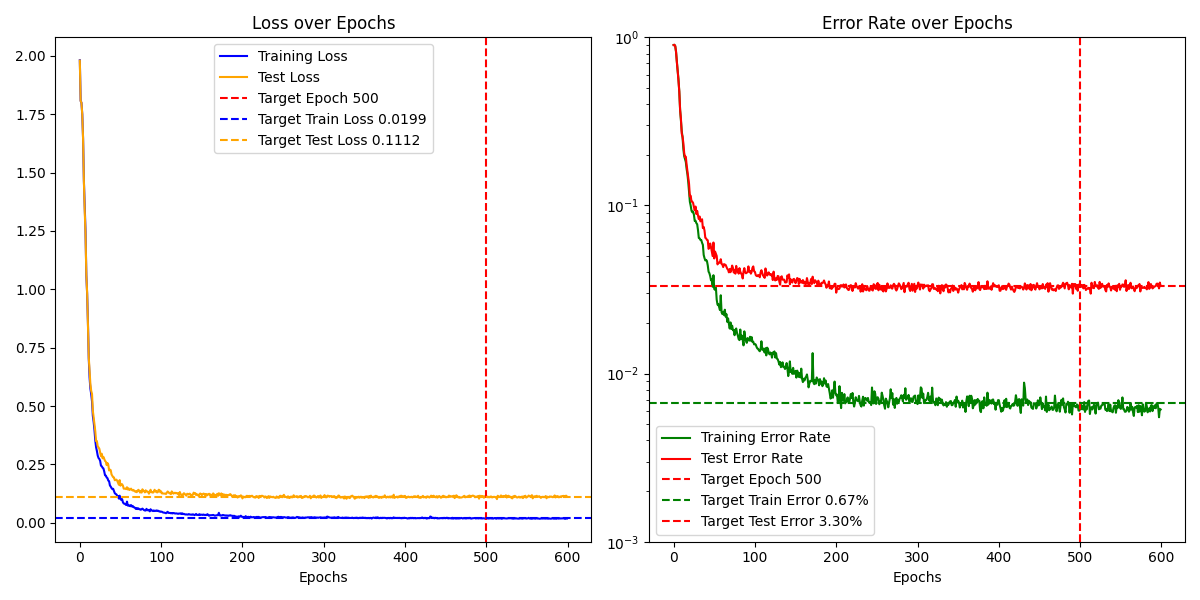 Loss over Epochs
2.00
1.75
1.50
1.25
1.00
0.75
0.50
0.25
0.00
Training Loss
Test Loss
Target Epoch 500
Target Train Loss 0.0199
Target Test Loss 0.1112
0 100 200 300 400 500 600
Epochs
Error Rate over Epochs
10⁰
10⁻¹
10⁻²
10⁻³
Training Error Rate
Test Error Rate
Target Epoch 500
Target Train Error 0.67%
Target Test Error 3.30%
0 100 200 300 400 500 600
Epochs